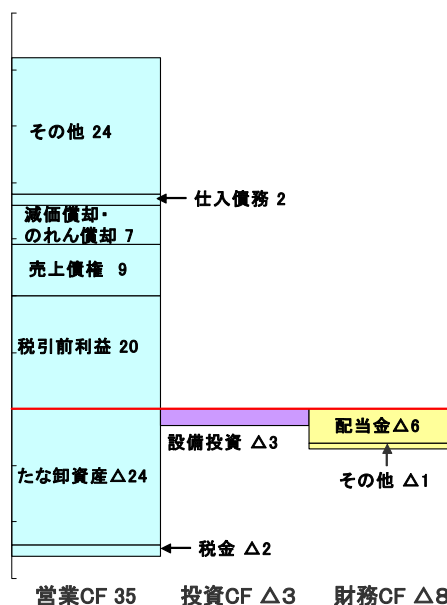 その他 24
仕入債務 2
減価償却・
のれん償却 7
売上債権 9
税引前利益 20
配当金△6
設備投資 △3
たな卸資産△24
その他 △1
税金 △2
営業CF 35
投資CF △3
財務CF △8